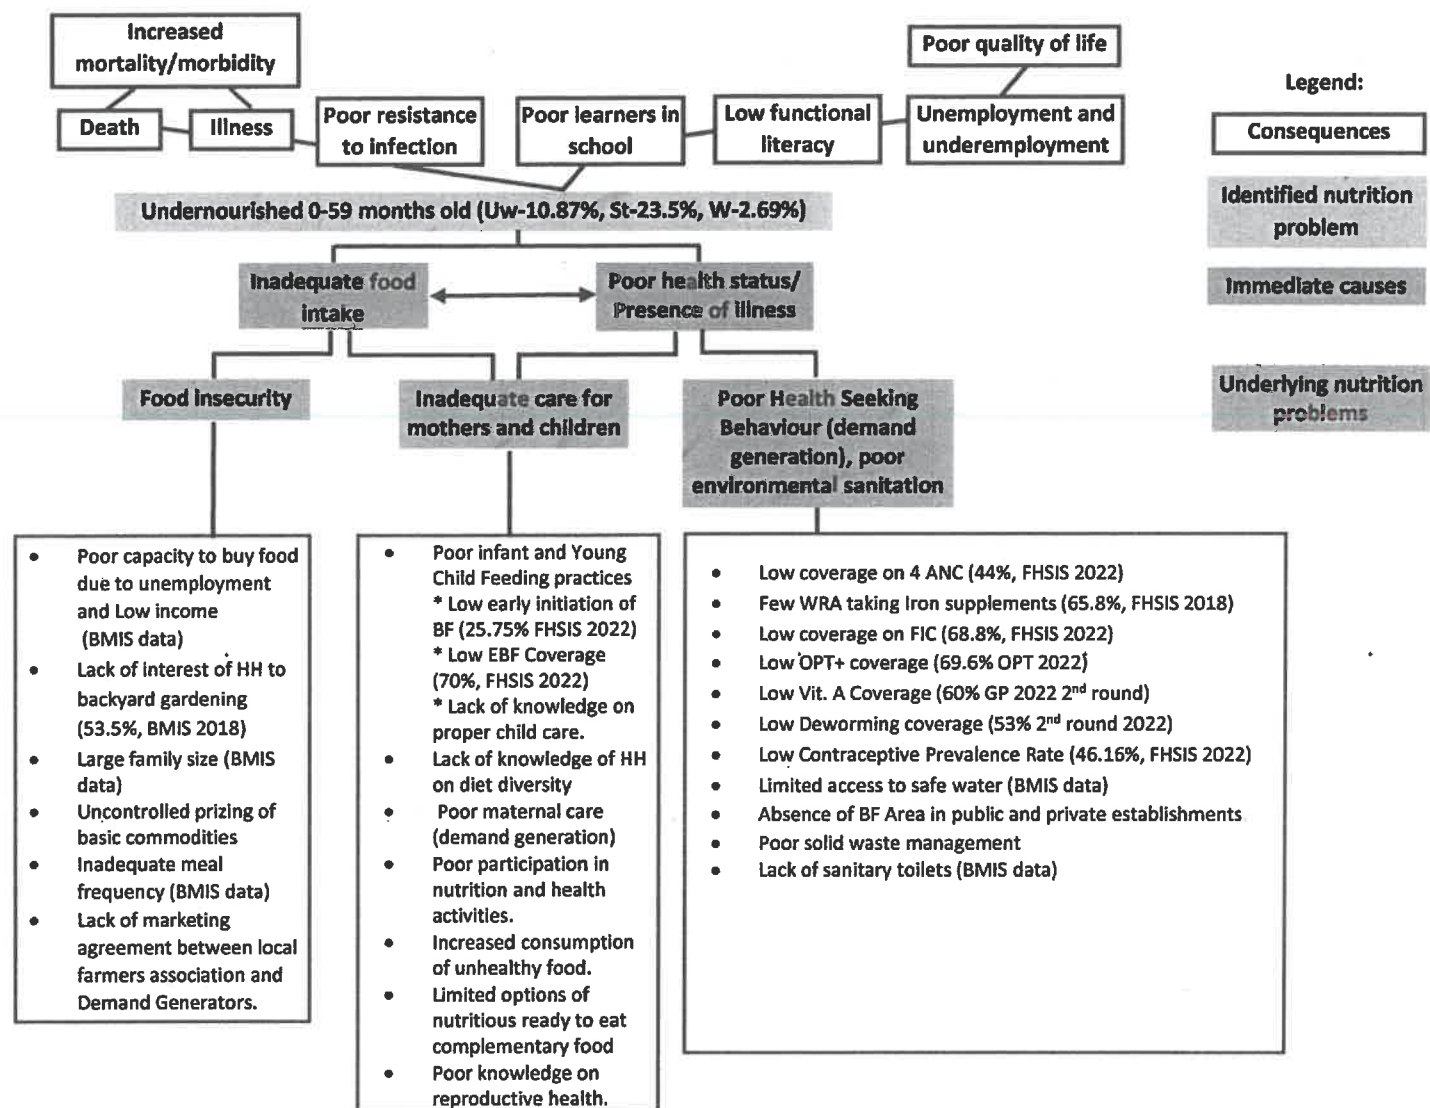 Increased
mortality/morbidity
Poor quality of life
Death
Illness
Poor resistance
to infection
Poor learners in
school
Low functional
literacy
Unemployment and
underemployment
Undernourished 0-59 months old (Uw-10.87%, St-23.5%, W-2.69%)
Inadequate food
intake
Poor health status/
Presence of illness
Food insecurity
Inadequate care for
mothers and children
Poor Health Seeking
Behaviour (demand
generation), poor
environmental sanitation
• Poor capacity to buy food
due to unemployment
and Low income
(BMIS data)
• Lack of interest of HH to
backyard gardening
(53.5%, BMIS 2018)
• Large family size (BMIS
data)
• Uncontrolled prizing of
basic commodities
• Inadequate meal
frequency (BMIS data)
• Lack of marketing
agreement between local
farmers association and
Demand Generators.
• Poor infant and Young
Child Feeding practices
* Low early initiation of
BF (25.75% FHSIS 2022)
* Low EBF Coverage
(70%, FHSIS 2022)
* Lack of knowledge on
proper child care.
• Lack of knowledge of HH
on diet diversity
• Poor maternal care
(demand generation)
• Poor participation in
nutrition and health
activities.
• Increased consumption
of unhealthy food.
• Limited options of
nutritious ready to eat
complementary food
• Poor knowledge on
reproductive health.
• Low coverage on 4 ANC (44%, FHSIS 2022)
• Few WRA taking Iron supplements (65.8%, FHSIS 2018)
• Low coverage on FIC (68.8%, FHSIS 2022)
• Low OPT+ coverage (69.6% OPT 2022)
• Low Vit. A Coverage (60% GP 2022 2nd round)
• Low Deworming coverage (53% 2nd round 2022)
• Low Contraceptive Prevalence Rate (46.16%, FHSIS 2022)
• Limited access to safe water (BMIS data)
• Absence of BF Area in public and private establishments
• Poor solid waste management
• Lack of sanitary toilets (BMIS data)
Legend:
Consequences
Identified nutrition
problem
Immediate causes
Underlying nutrition
problems